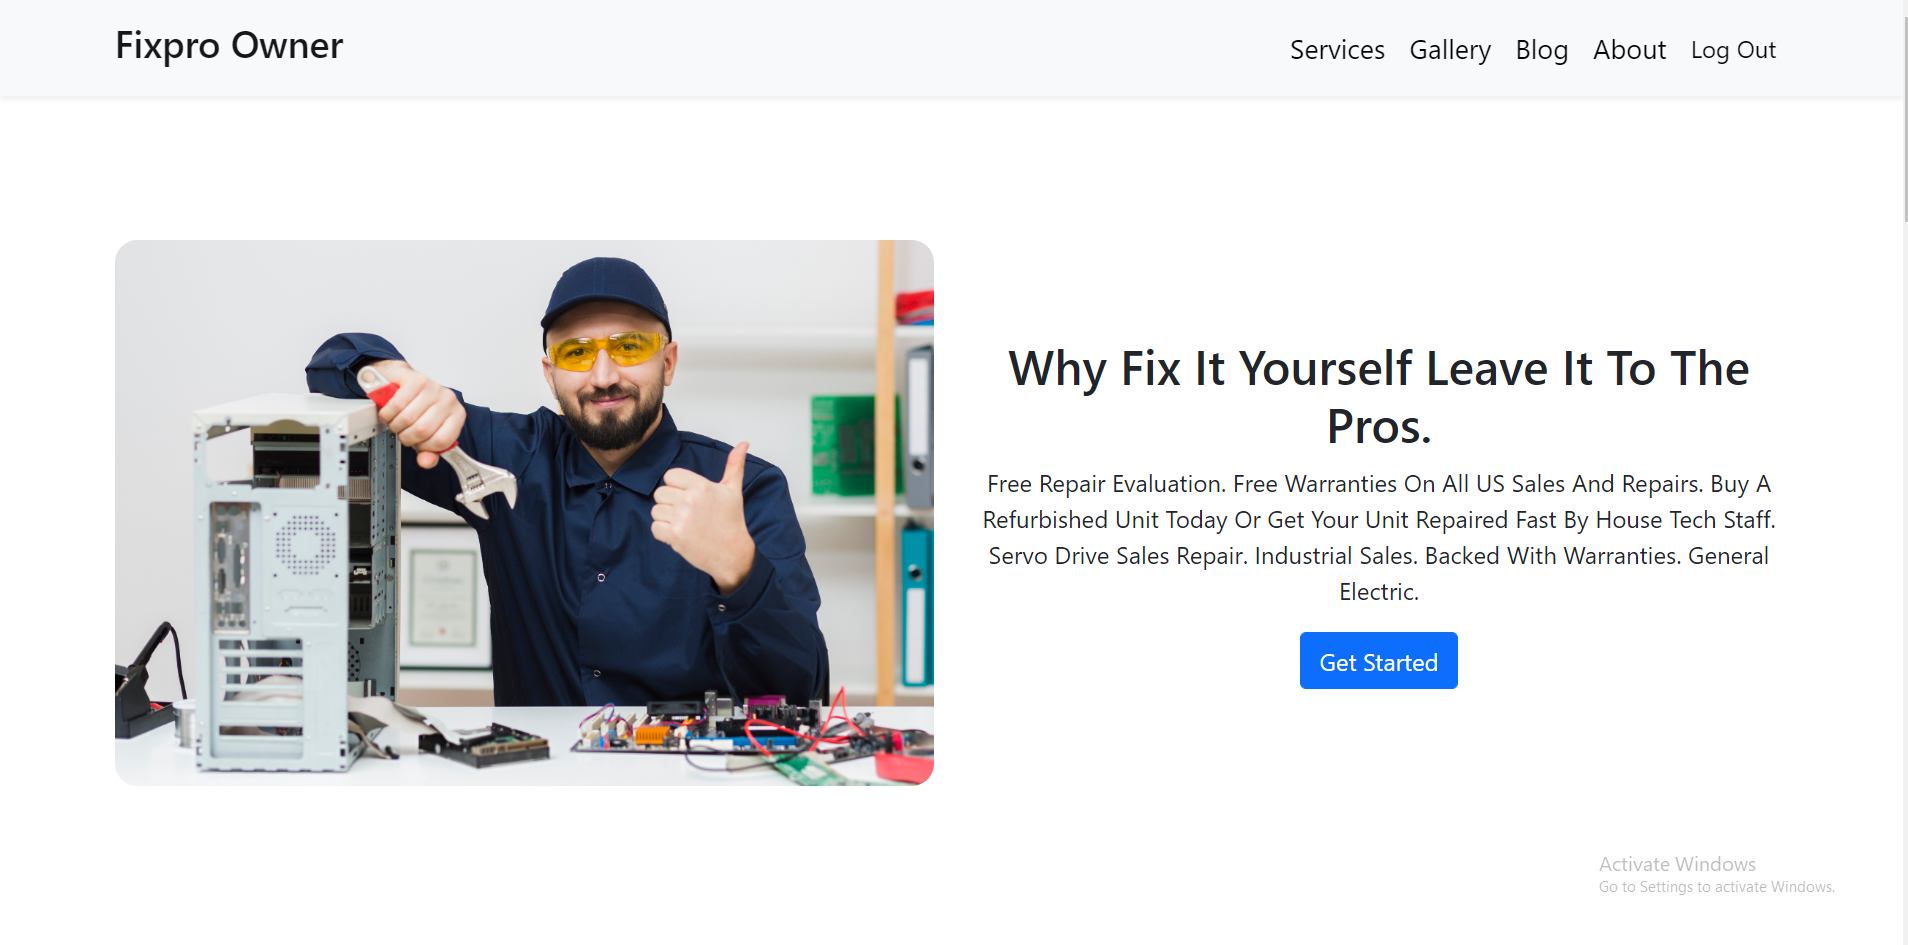 Fixpro Owner
Services Gallery Blog About Log Out
Why Fix It Yourself Leave It To The
Pros.
Free Repair Evaluation. Free Warranties On All US Sales And Repairs. Buy A
Refurbished Unit Today Or Get Your Unit Repaired Fast By House Tech Staff.
Servo Drive Sales Repair. Industrial Sales. Backed With Warranties. General
Electric.
Get Started
Activate Windows
Go to Settings to activate Windows.